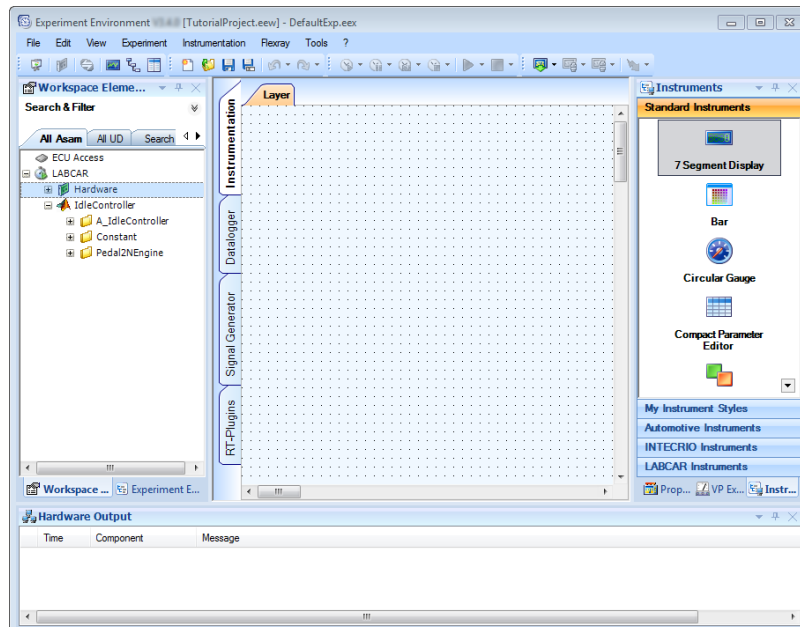 Experiment Environment [TutorialProject.eew] - DefaultExp.eex
File Edit View Experiment Instrumentation Flexray Tools ?
Workspace Eleme...
Search & Filter
All Asam All UD Search
ECU Access
LABCAR
Hardware
IdleController
A_IdleController
Constant
Pedal2NEngine
Workspace ... Experiment E...
Layer
Instrumentation
Datalogger
Signal Generator
RT-Plugins
Instruments
Standard Instruments
7 Segment Display
Bar
Circular Gauge
Compact Parameter
Editor
My Instrument Styles
Automotive Instruments
INTECRIO Instruments
LABCAR Instruments
Prop... VP Ex... Instr...
Hardware Output
Time Component Message